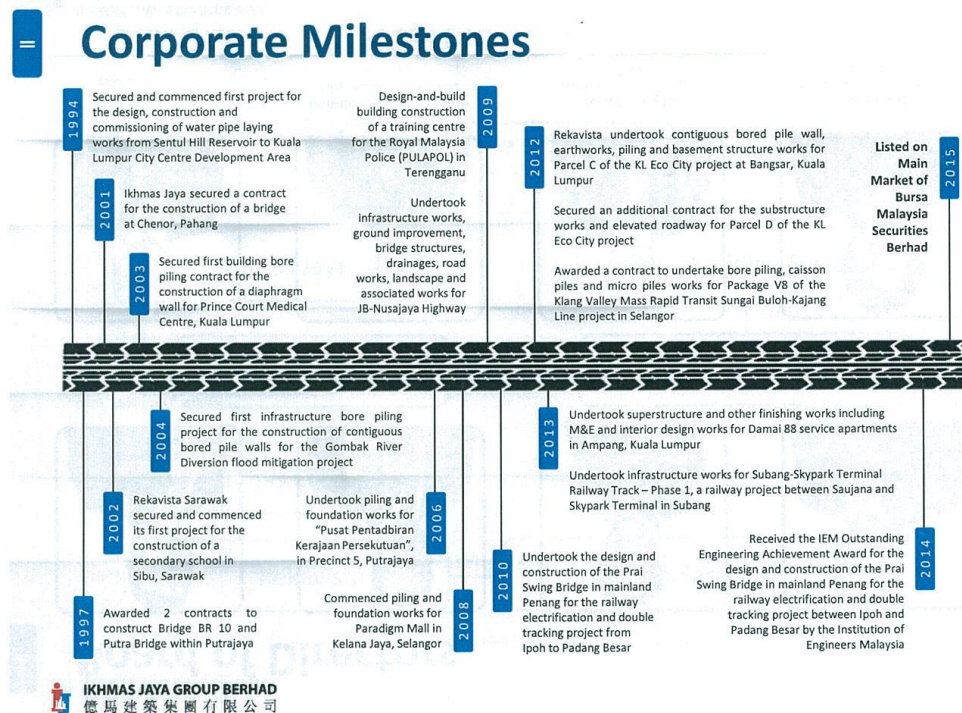 Corporate Milestones
1994
Secured and commenced first project for
the design, construction and
commissioning of water pipe laying
works from Sentul Hill Reservoir to Kuala
Lumpur City Centre Development Area
2001
Ikhmas Jaya secured a contract
for the construction of a bridge
at Chenor, Pahang
2003
Secured first building bore
piling contract for the
construction of a diaphragm
wall for Prince Court Medical
Centre, Kuala Lumpur
Design-and-build
building construction
of a training centre
for the Royal Malaysia
Police (PULAPOL) in
Terengganu
Undertook
infrastructure works,
ground improvement,
bridge structures,
drainages, road
works, landscape and
associated works for
JB-Nusajaya Highway
2009
2012
Rekavista undertook contiguous bored pile wall,
earthworks, piling and basement structure works for
Parcel C of the KL Eco City project at Bangsar, Kuala
Lumpur
Secured an additional contract for the substructure
works and elevated roadway for Parcel D of the KL
Eco City project
Awarded a contract to undertake bore piling, caisson
piles and micro piles works for Package V8 of the
Klang Valley Mass Rapid Transit Sungai Buloh-Kajang
Line project in Selangor
Listed on
Main
Market of
Bursa
Malaysia
Securities
Berhad
2015
2004
Secured first infrastructure bore piling
project for the construction of contiguous
bored pile walls for the Gombak River
Diversion flood mitigation project
2002
Rekavista Sarawak
secured and commenced
its first project for the
construction of a
secondary school in
Sibu, Sarawak
1997
Awarded 2 contracts to
construct Bridge BR 10 and
Putra Bridge within Putrajaya
Undertook piling and
foundation works for
"Pusat Pentadbiran
Kerajaan Persekutuan",
in Precinct 5, Putrajaya
2006
Commenced piling and
foundation works for
Paradigm Mall in
Kelana Jaya, Selangor
2008
2010
Undertook the design and
construction of the Prai
Swing Bridge in mainland
Penang for the railway
electrification and double
tracking project from
Ipoh to Padang Besar
2013
Undertook superstructure and other finishing works including
M&E and interior design works for Damai 88 service apartments
in Ampang, Kuala Lumpur
Undertook infrastructure works for Subang-Skypark Terminal
Railway Track – Phase 1, a railway project between Saujana and
Skypark Terminal in Subang
Received the IEM Outstanding
Engineering Achievement Award for the
design and construction of the Prai
Swing Bridge in mainland Penang for the
railway electrification and double
tracking project between Ipoh and
Padang Besar by the Institution of
Engineers Malaysia
2014
IKHMAS JAYA GROUP BERHAD
億馬建築集團有限公司